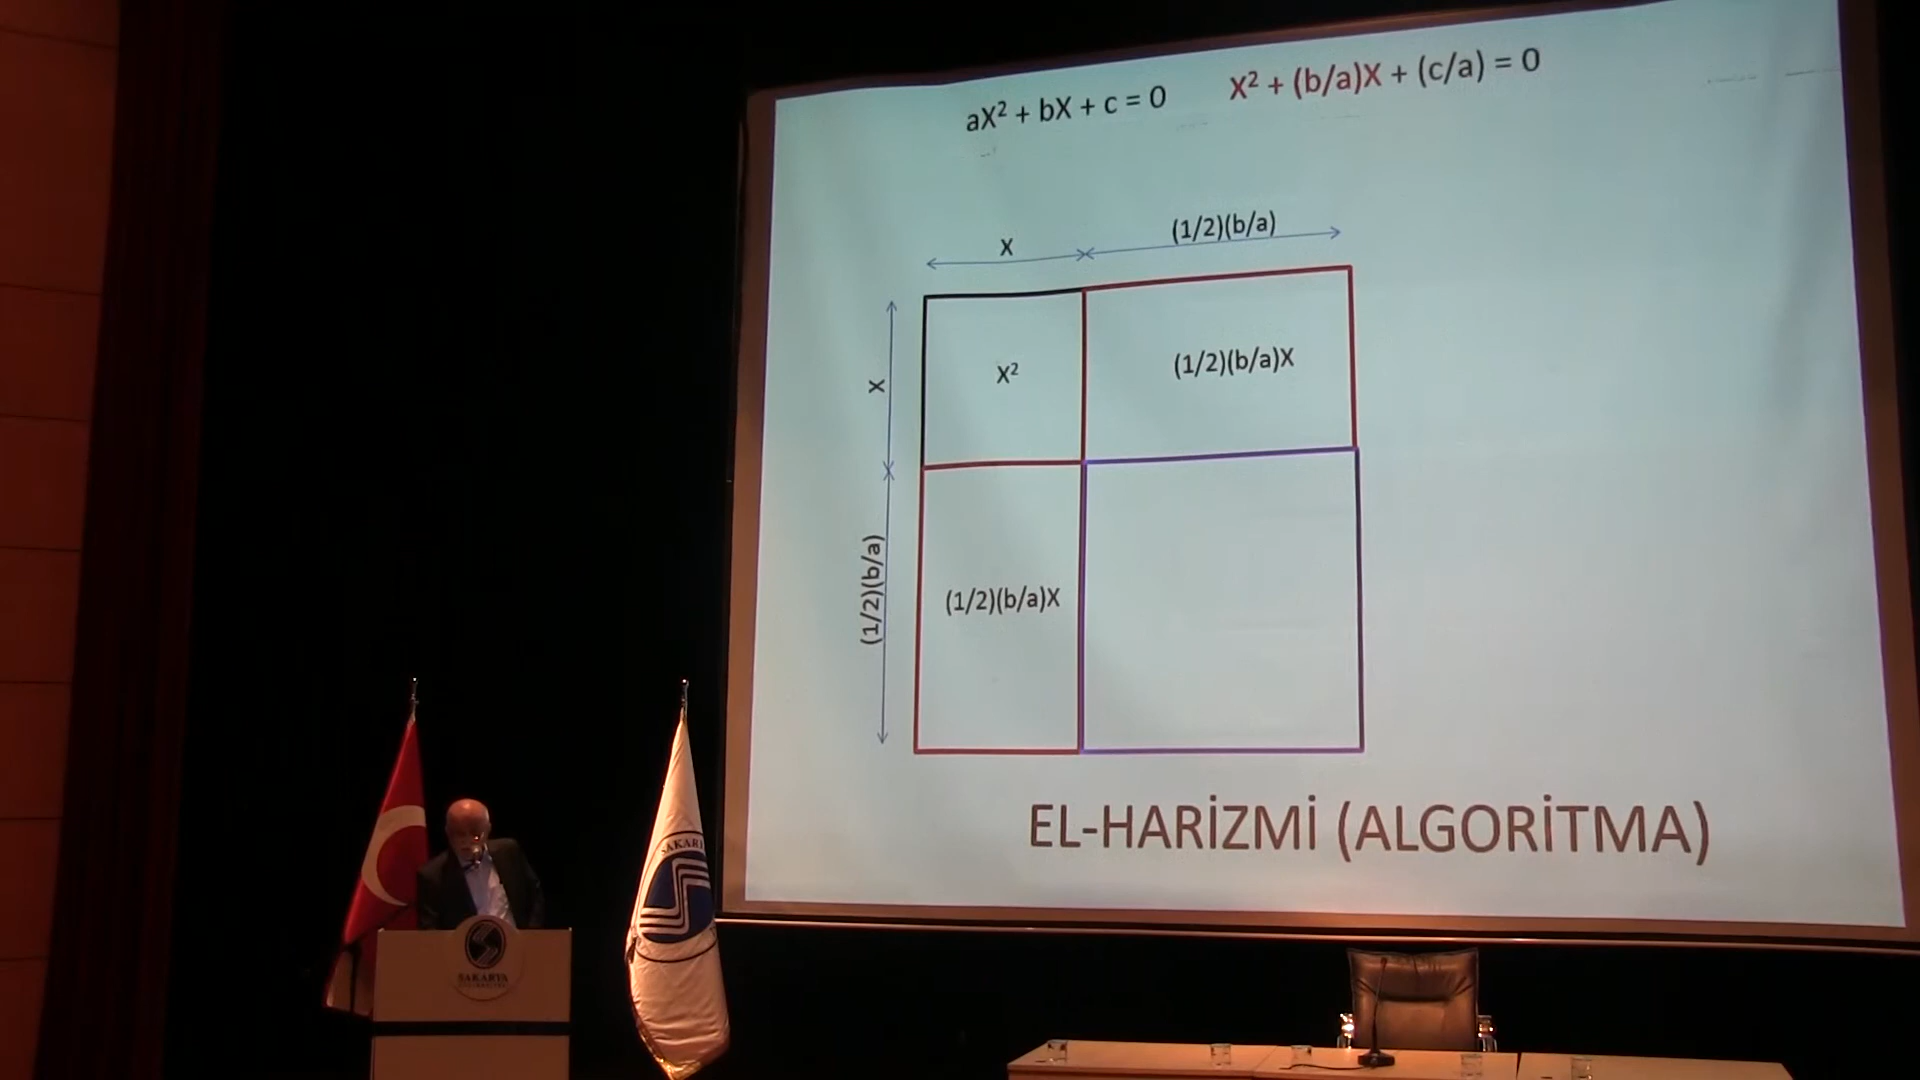 aX² + bX + c = 0
X² + (b/a)X + (c/a) = 0
X
(1/2)(b/a)
X
X²
(1/2)(b/a)X
(1/2)(b/a)
(1/2)(b/a)X
EL-HARİZMİ (ALGORİTMA)
SAKARYA